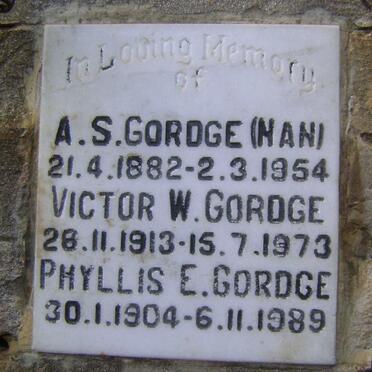 In Loving Memory
of
A. S. GORDGE (NAN)
21.4.1882-2.3.1954
VICTOR W. GORDGE
26.11.1913-15.7.1973
PHYLLIS E. GORDGE
30.1.1904-6.11.1989